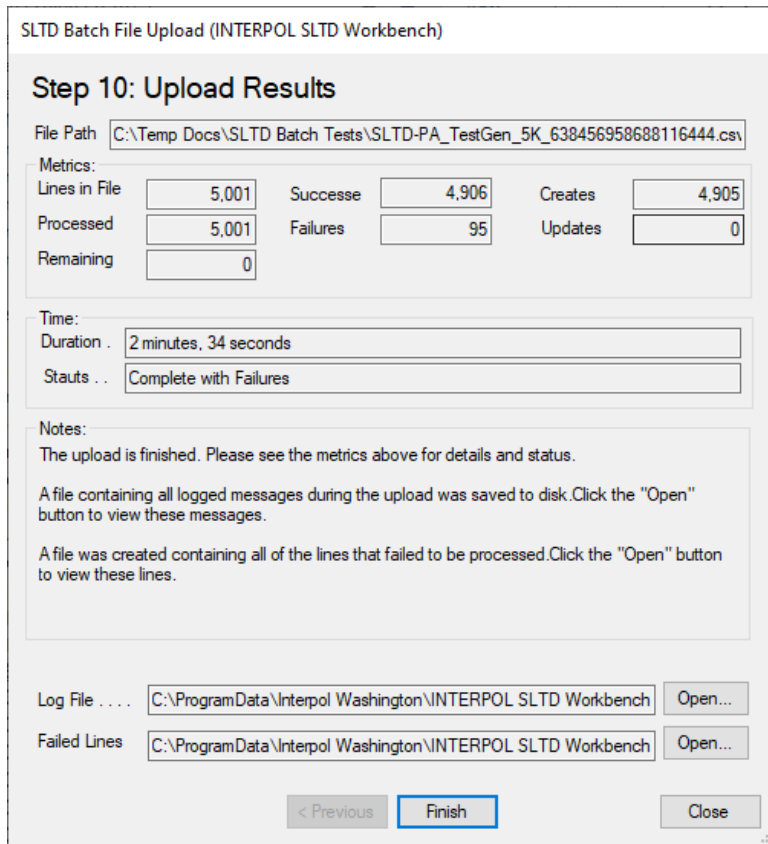 SLTD Batch File Upload (INTERPOL SLTD Workbench)
Step 10: Upload Results
File Path C:\Temp Docs\SLTD Batch Tests\SLTD-PA_TestGen_5K_638456958688116444.csv
Metrics:
Lines in File 5,001 Successe 4,906 Creates 4,905
Processed 5,001 Failures 95 Updates 0
Remaining 0
Time:
Duration . 2 minutes, 34 seconds
Stauts . . Complete with Failures
Notes:
The upload is finished. Please see the metrics above for details and status.
A file containing all logged messages during the upload was saved to disk.Click the "Open"
button to view these messages.
A file was created containing all of the lines that failed to be processed.Click the "Open" button
to view these lines.
Log File . . . . C:\ProgramData\Interpol Washington\INTERPOL SLTD Workbench Open...
Failed Lines C:\ProgramData\Interpol Washington\INTERPOL SLTD Workbench Open...
< Previous Finish Close